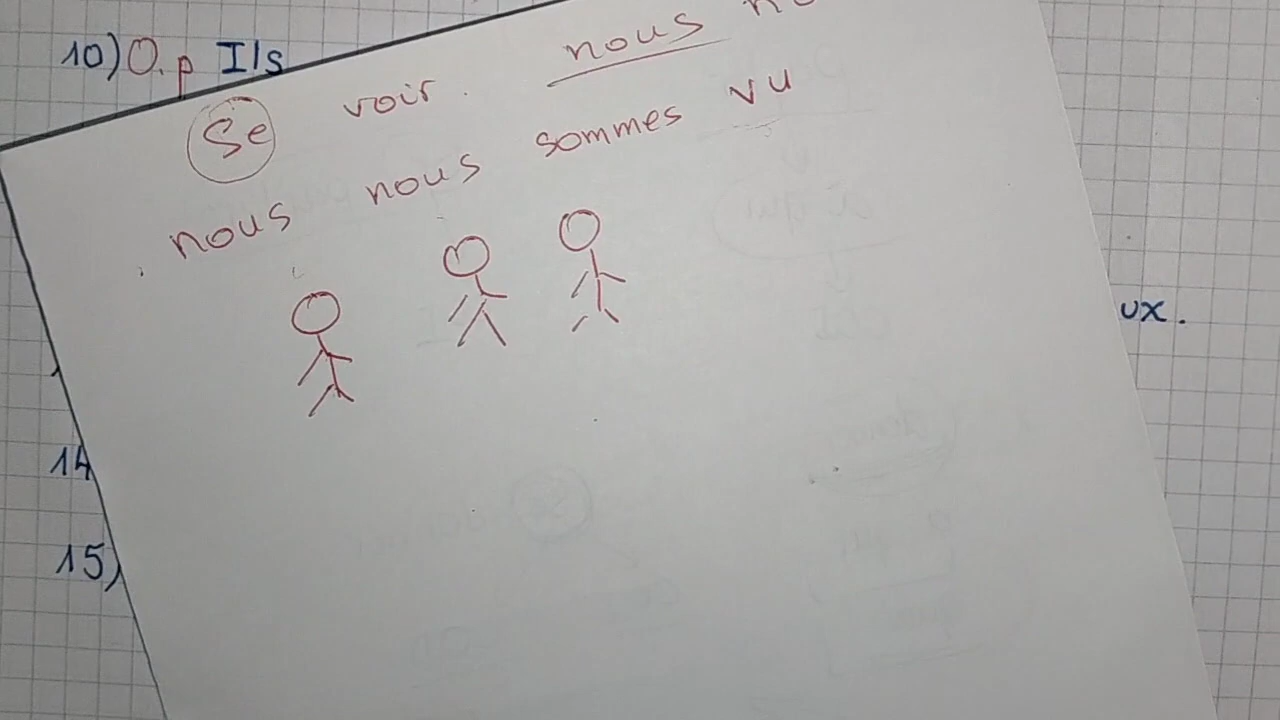 10) O.p Ils
nous
Se voir.
nous nous sommes vu
ux.
14
15)